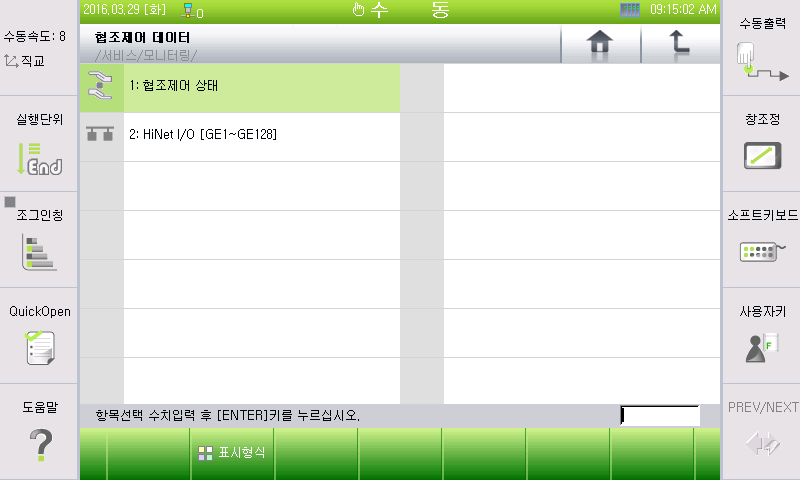 2016.03.29 [화]
0
수 동
09:15:02 AM
수동속도: 8
직교
실행단위
End
조그인칭
QuickOpen
도움말
협조제어 데이터
/서비스/모니터링/
1: 협조제어 상태
2: HiNet I/O [GE1~GE128]
항목선택 수치입력 후 [ENTER]키를 누르십시오.
표시형식
수동출력
창조정
소프트키보드
사용자키
F
PREV/NEXT